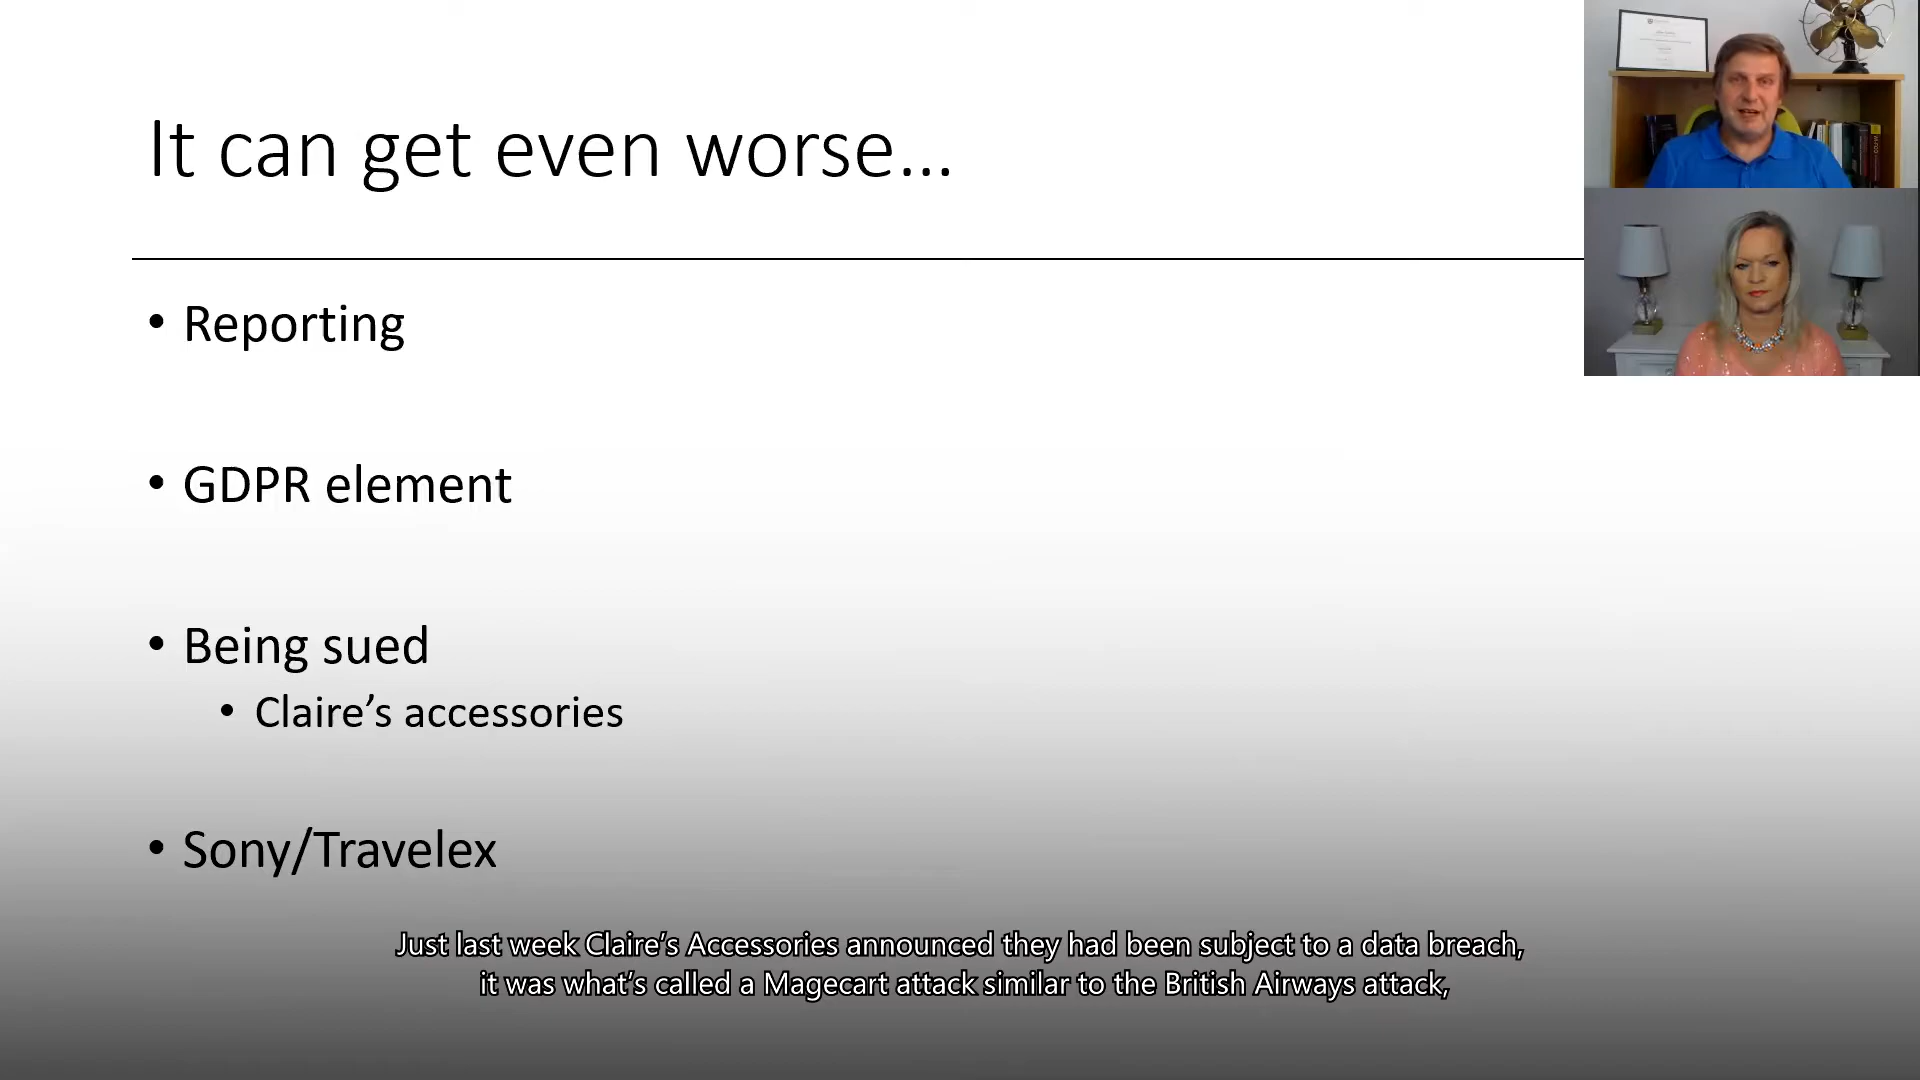 It can get even worse...
• Reporting
• GDPR element
• Being sued
• Claire’s accessories
• Sony/Travelex
Just last week Claire’s Accessories announced they had been subject to a data breach,
it was what’s called a Magecart attack similar to the British Airways attack,